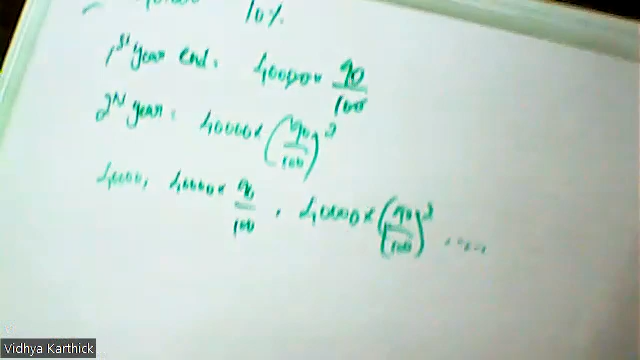 40000 10%
1st year end: 40000 × 90/100
2nd year: 40000 × (90/100)^2
40000, 40000 × 90/100, 40000 × (90/100)^2 ....
Vidhya Karthick